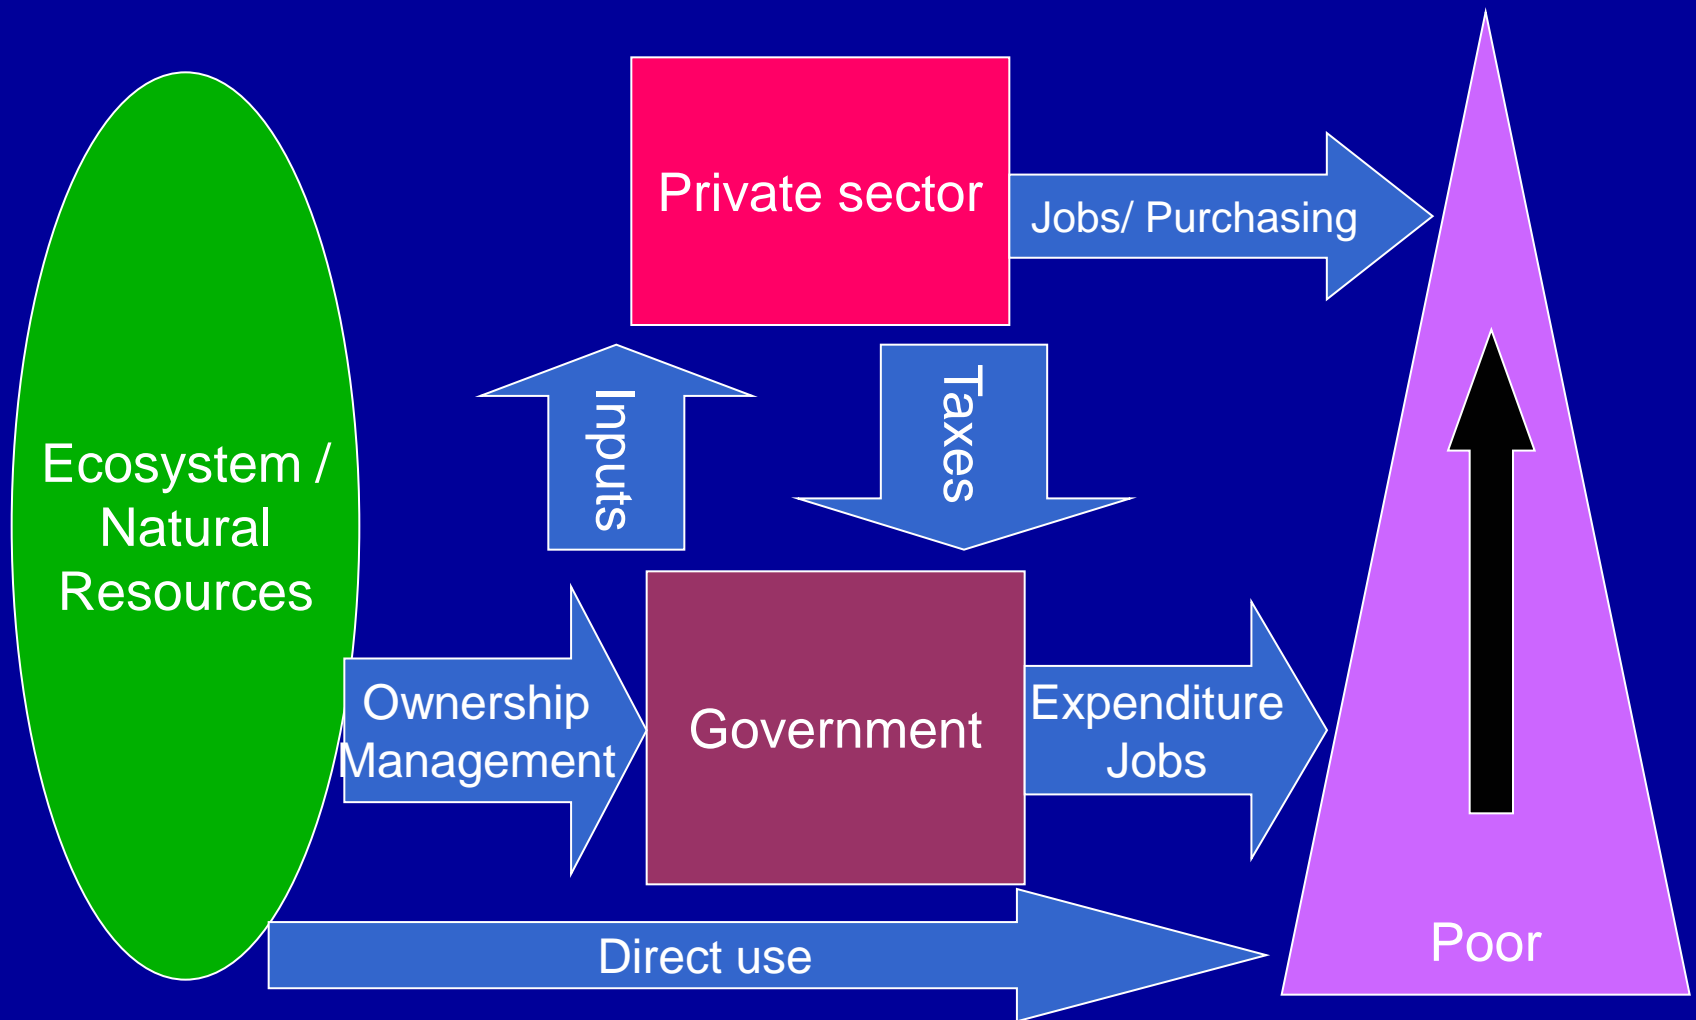 Private sector
Jobs/ Purchasing
Inputs
Taxes
Ecosystem /
Natural
Resources
Ownership
Management
Government
Expenditure
Jobs
Direct use
Poor